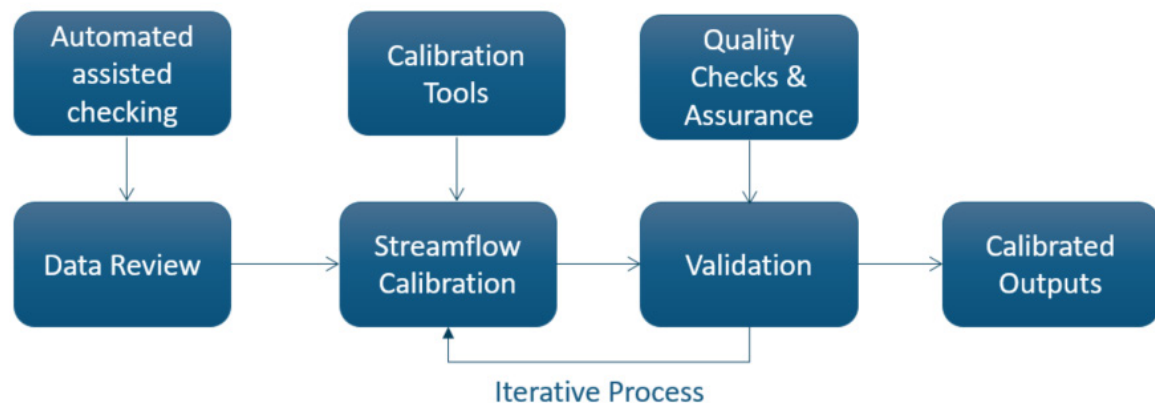 Automated
assisted
checking
Calibration
Tools
Quality
Checks &
Assurance
Data Review
Streamflow
Calibration
Validation
Calibrated
Outputs
Iterative Process